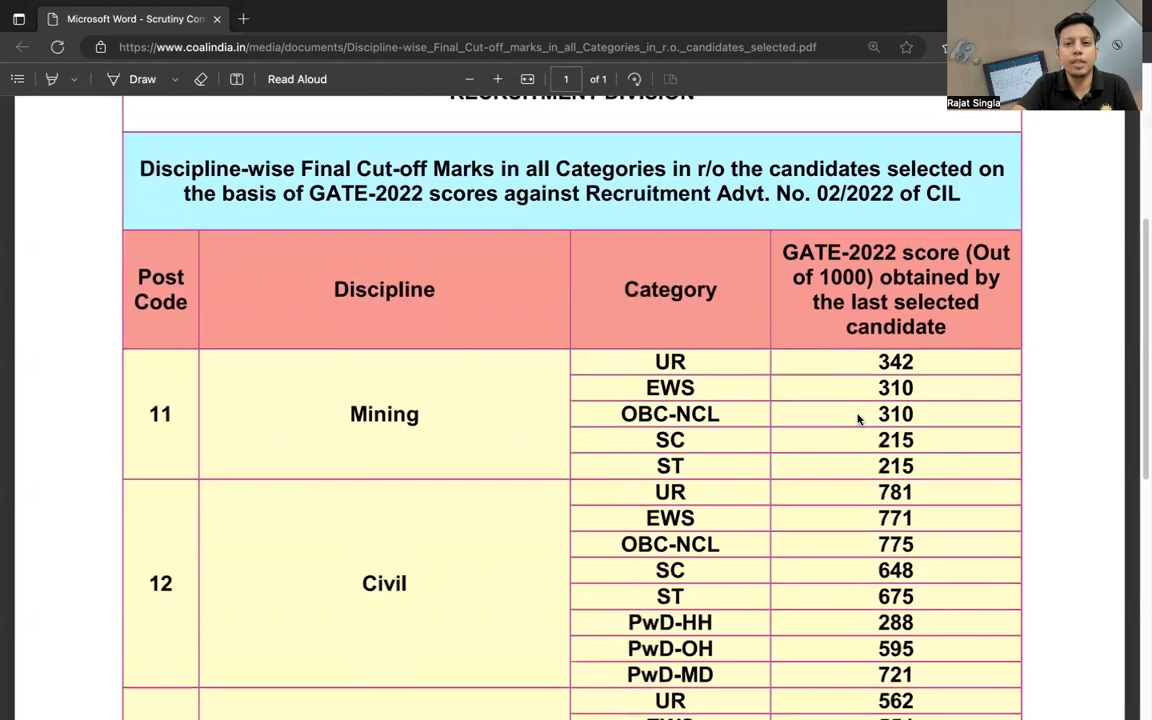 Microsoft Word - Scrutiny Con
https://www.coalindia.in/media/documents/Discipline-wise_Final_Cut-off_marks_in_all_Categories_in_r.o._candidates_selected.pdf
Draw
Read Aloud
1
of 1
Rajat Singla
RECRUITMENT DIVISION
Discipline-wise Final Cut-off Marks in all Categories in r/o the candidates selected on
the basis of GATE-2022 scores against Recruitment Advt. No. 02/2022 of CIL
Post
Code
Discipline
Category
GATE-2022 score (Out
of 1000) obtained by
the last selected
candidate
11
Mining
UR 342
EWS 310
OBC-NCL 310
SC 215
ST 215
12
Civil
UR 781
EWS 771
OBC-NCL 775
SC 648
ST 675
PwD-HH 288
PwD-OH 595
PwD-MD 721
UR 562